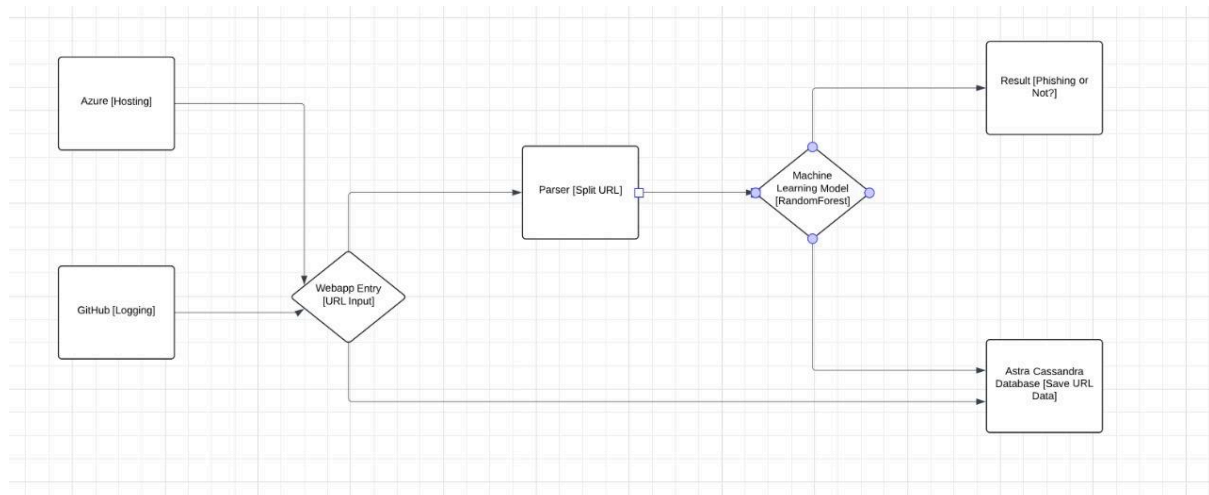 Azure [Hosting]
GitHub [Logging]
Webapp Entry
[URL Input]
Parser [Split URL]
Machine
Learning Model
[RandomForest]
Result [Phishing or
Not?]
Astra Cassandra
Database [Save URL
Data]